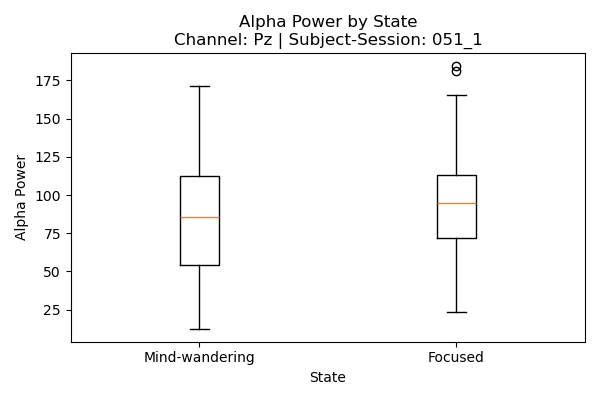 Alpha Power by State
Channel: Pz | Subject-Session: 051_1
175
150
125
100
75
50
25
Alpha Power
Mind-wandering
Focused
State